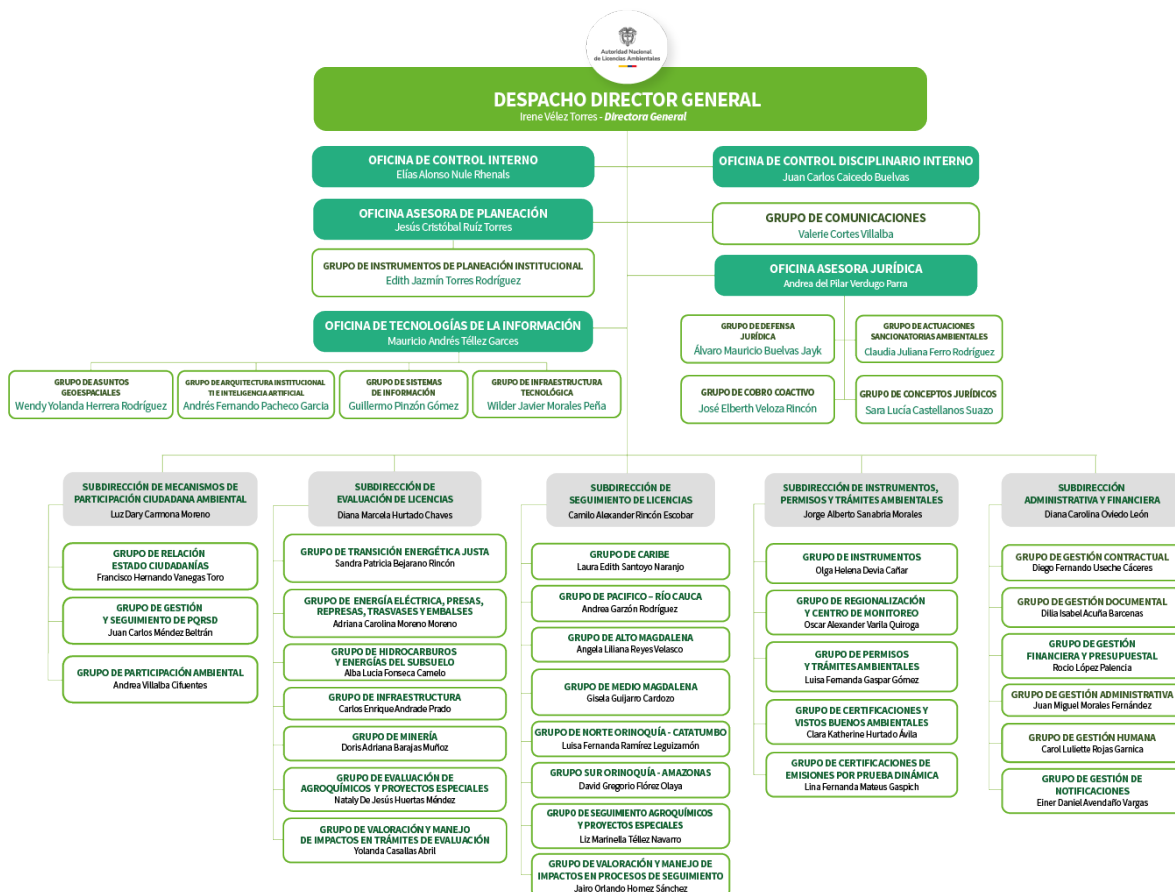 Autoridad Nacional
de Licencias Ambientales
DESPACHO DIRECTOR GENERAL
Irene Vélez Torres - Directora General
OFICINA DE CONTROL INTERNO
Elías Alonso Nule Rhenals
OFICINA DE CONTROL DISCIPLINARIO INTERNO
Juan Carlos Caicedo Buelvas
OFICINA ASESORA DE PLANEACIÓN
Jesús Cristóbal Ruíz Torres
GRUPO DE COMUNICACIONES
Valerie Cortes Villalba
GRUPO DE INSTRUMENTOS DE PLANEACIÓN INSTITUCIONAL
Edith Jazmín Torres Rodríguez
OFICINA ASESORA JURÍDICA
Andrea del Pilar Verdugo Parra
OFICINA DE TECNOLOGÍAS DE LA INFORMACIÓN
Mauricio Andrés Téllez Garces
GRUPO DE DEFENSA
JURÍDICA
Álvaro Mauricio Buelvas Jayk
GRUPO DE ACTUACIONES
SANCIONATORIAS AMBIENTALES
Claudia Juliana Ferro Rodríguez
GRUPO DE ASUNTOS
GEOESPACIALES
Wendy Yolanda Herrera Rodríguez
GRUPO DE ARQUITECTURA INSTITUCIONAL
TI E INTELIGENCIA ARTIFICIAL
Andrés Fernando Pacheco Garcia
GRUPO DE SISTEMAS
DE INFORMACIÓN
Guillermo Pinzón Gómez
GRUPO DE INFRAESTRUCTURA
TECNOLÓGICA
Wilder Javier Morales Peña
GRUPO DE COBRO COACTIVO
José Elberth Veloza Rincón
GRUPO DE CONCEPTOS JURÍDICOS
Sara Lucía Castellanos Suazo
SUBDIRECCIÓN DE MECANISMOS DE
PARTICIPACIÓN CIUDADANA AMBIENTAL
Luz Dary Carmona Moreno
GRUPO DE RELACIÓN
ESTADO CIUDADANÍAS
Francisco Hernando Vanegas Toro
GRUPO DE GESTIÓN
Y SEGUIMIENTO DE PQRSD
Juan Carlos Méndez Beltrán
GRUPO DE PARTICIPACIÓN AMBIENTAL
Andrea Villalba Cifuentes
SUBDIRECCIÓN DE
EVALUACIÓN DE LICENCIAS
Diana Marcela Hurtado Chaves
GRUPO DE TRANSICIÓN ENERGÉTICA JUSTA
Sandra Patricia Bejarano Rincón
GRUPO DE ENERGÍA ELÉCTRICA, PRESAS,
REPRESAS, TRASVASES Y EMBALSES
Adriana Carolina Moreno Moreno
GRUPO DE HIDROCARBUROS
Y ENERGÍAS DEL SUBSUELO
Alba Lucia Fonseca Camelo
GRUPO DE INFRAESTRUCTURA
Carlos Enrique Andrade Prado
GRUPO DE MINERÍA
Doris Adriana Barajas Muñoz
GRUPO DE EVALUACIÓN DE
AGROQUÍMICOS Y PROYECTOS ESPECIALES
Nataly De Jesús Huertas Méndez
GRUPO DE VALORACIÓN Y MANEJO
DE IMPACTOS EN TRÁMITES DE EVALUACIÓN
Yolanda Casallas Abril
SUBDIRECCIÓN DE
SEGUIMIENTO DE LICENCIAS
Camilo Alexander Rincón Escobar
GRUPO DE CARIBE
Laura Edith Santoyo Naranjo
GRUPO DE PACIFICO – RÍO CAUCA
Andrea Garzón Rodríguez
GRUPO DE ALTO MAGDALENA
Angela Liliana Reyes Velasco
GRUPO DE MEDIO MAGDALENA
Gisela Guijarro Cardozo
GRUPO DE NORTE ORINOQUÍA - CATATUMBO
Luisa Fernanda Ramírez Leguizamón
GRUPO SUR ORINOQUÍA - AMAZONAS
David Gregorio Flórez Olaya
GRUPO DE SEGUIMIENTO AGROQUÍMICOS
Y PROYECTOS ESPECIALES
Liz Marinella Téllez Navarro
GRUPO DE VALORACIÓN Y MANEJO DE
IMPACTOS EN PROCESOS DE SEGUIMIENTO
Jairo Orlando Homez Sánchez
SUBDIRECCIÓN DE INSTRUMENTOS,
PERMISOS Y TRÁMITES AMBIENTALES
Jorge Alberto Sanabria Morales
GRUPO DE INSTRUMENTOS
Olga Helena Devia Cañar
GRUPO DE REGIONALIZACIÓN
Y CENTRO DE MONITOREO
Oscar Alexander Varila Quiroga
GRUPO DE PERMISOS
Y TRÁMITES AMBIENTALES
Luisa Fernanda Gaspar Gómez
GRUPO DE CERTIFICACIONES Y
VISTOS BUENOS AMBIENTALES
Clara Katherine Hurtado Ávila
GRUPO DE CERTIFICACIONES DE
EMISIONES POR PRUEBA DINÁMICA
Lina Fernanda Mateus Gaspich
SUBDIRECCIÓN
ADMINISTRATIVA Y FINANCIERA
Diana Carolina Oviedo León
GRUPO DE GESTIÓN CONTRACTUAL
Diego Fernando Useche Cáceres
GRUPO DE GESTIÓN DOCUMENTAL
Dilia Isabel Acuña Barcenas
GRUPO DE GESTIÓN
FINANCIERA Y PRESUPUESTAL
Rocio López Palencia
GRUPO DE GESTIÓN ADMINISTRATIVA
Juan Miguel Morales Fernández
GRUPO DE GESTIÓN HUMANA
Carol Luliette Rojas Garnica
GRUPO DE GESTIÓN DE
NOTIFICACIONES
Einer Daniel Avendaño Vargas